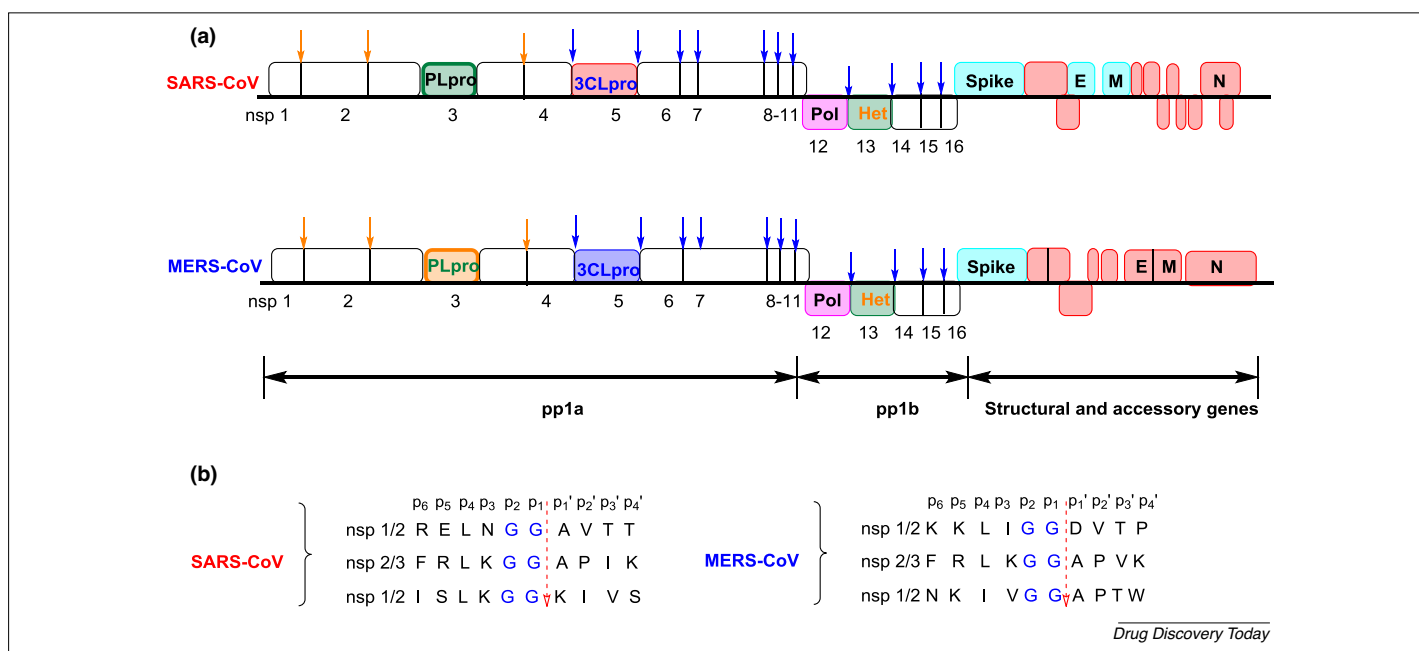 (a)
PLpro 3CLpro Spike E M N
SARS-CoV
nsp 1 2 3 4 5 6 7 8-11 Pol Het
12 13 14 15 16
PLpro 3CLpro Spike E M N
MERS-CoV
nsp 1 2 3 4 5 6 7 8-11 Pol Het
12 13 14 15 16
pp1a pp1b Structural and accessory genes
(b)
p6 p5 p4 p3 p2 p1 p1' p2' p3' p4'
nsp 1/2 R E L N G G A V T T
SARS-CoV nsp 2/3 F R L K G G A P I K
nsp 1/2 I S L K G G K I V S
p6 p5 p4 p3 p2 p1 p1' p2' p3' p4'
nsp 1/2 K K L I G G D V T P
MERS-CoV nsp 2/3 F R L K G G A P V K
nsp 1/2 N K I V G G A P T W
Drug Discovery Today